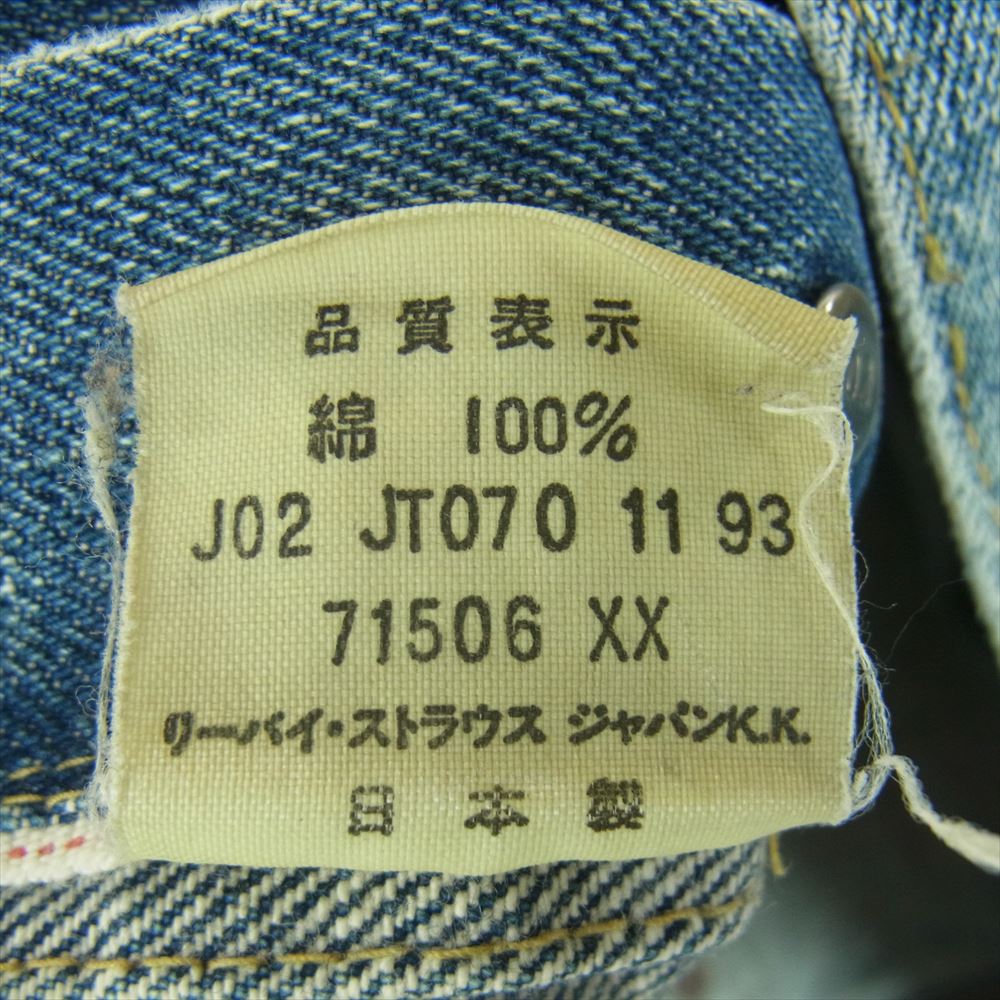 品質表示
綿 100%
J02 JT070 11 93
71506 XX
リーバイ・ストラウス ジャパンK.K.
日本製